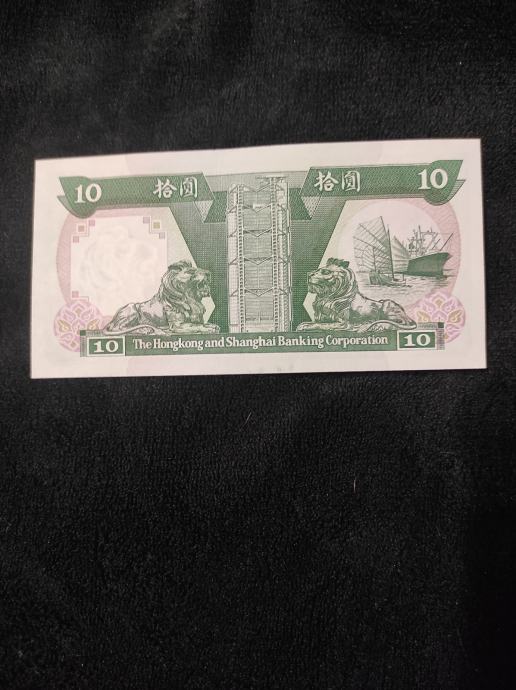 10 拾圓 拾圓 10
10 The Hongkong and Shanghai Banking Corporation 10